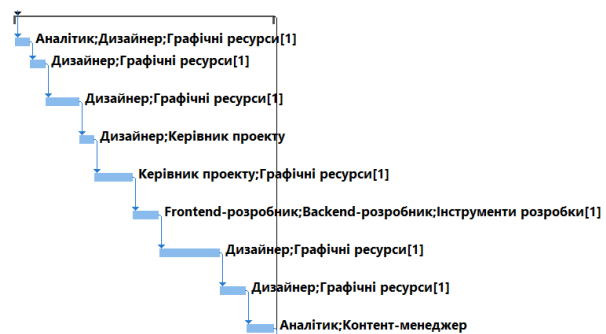 Аналітик;Дизайнер;Графічні ресурси[1]
Дизайнер;Графічні ресурси[1]
Дизайнер;Графічні ресурси[1]
Дизайнер;Керівник проекту
Керівник проекту;Графічні ресурси[1]
Frontend-розробник;Backend-розробник;Інструменти розробки[1]
Дизайнер;Графічні ресурси[1]
Дизайнер;Графічні ресурси[1]
Аналітик;Контент-менеджер